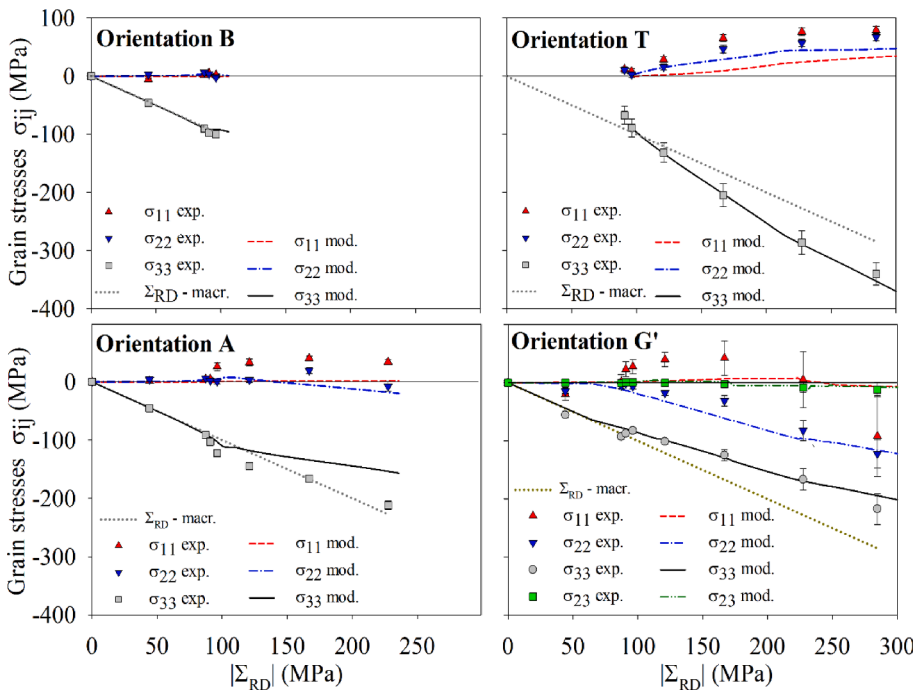 Orientation B
Grain stresses σij (MPa)
100
0
-100
-200
-300
-400
σ11 exp.
σ22 exp.
σ33 exp.
ΣRD - macr.
σ11 mod.
σ22 mod.
σ33 mod.
Orientation T
σ11 exp.
σ22 exp.
σ33 exp.
ΣRD - macr.
σ11 mod.
σ22 mod.
σ33 mod.
Orientation A
Grain stresses σij (MPa)
0
-100
-200
-300
-400
ΣRD - macr.
σ11 exp.
σ22 exp.
σ33 exp.
σ11 mod.
σ22 mod.
σ33 mod.
0 50 100 150 200 250
|ΣRD| (MPa)
Orientation G'
ΣRD - macr.
σ11 exp.
σ22 exp.
σ33 exp.
σ23 exp.
σ11 mod.
σ22 mod.
σ33 mod.
σ23 mod.
0 50 100 150 200 250 300
|ΣRD| (MPa)